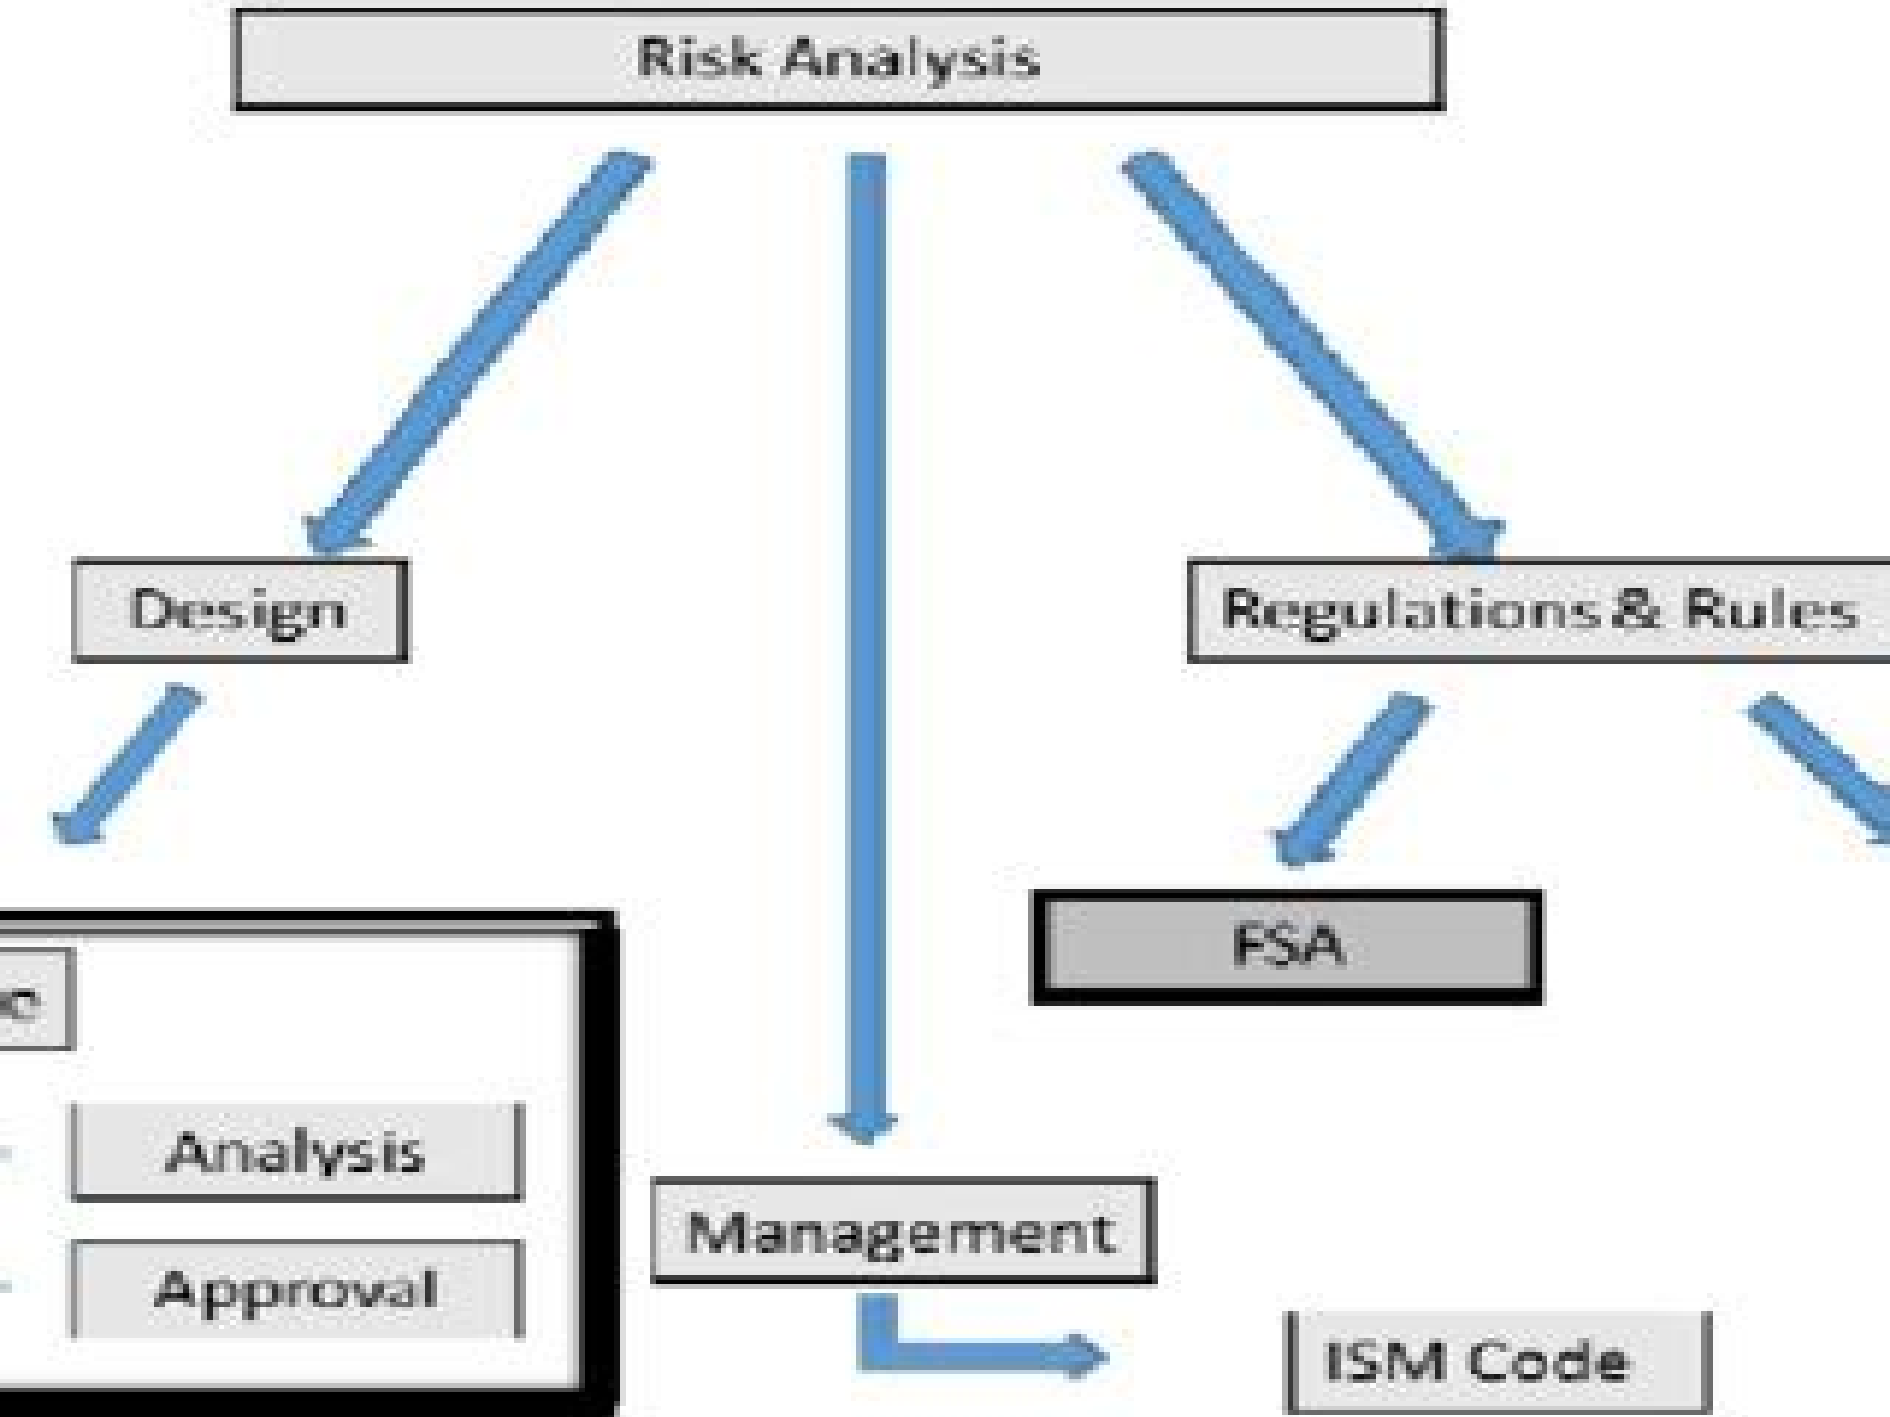 Risk Analysis
Design
Regulations & Rules
FSA
e
Analysis
Management
Approval
ISM Code